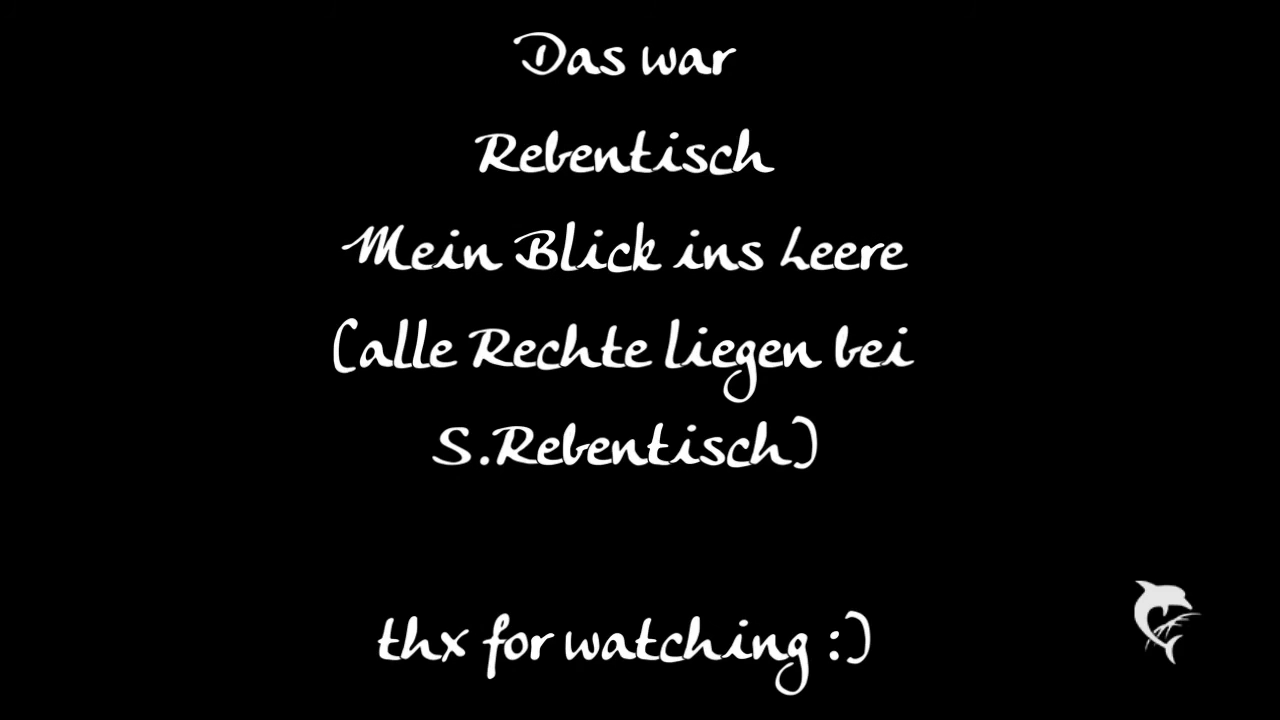 Das war
Rebentisch
Mein Blick ins Leere
(alle Rechte liegen bei
S.Rebentisch)
thx for watching :)